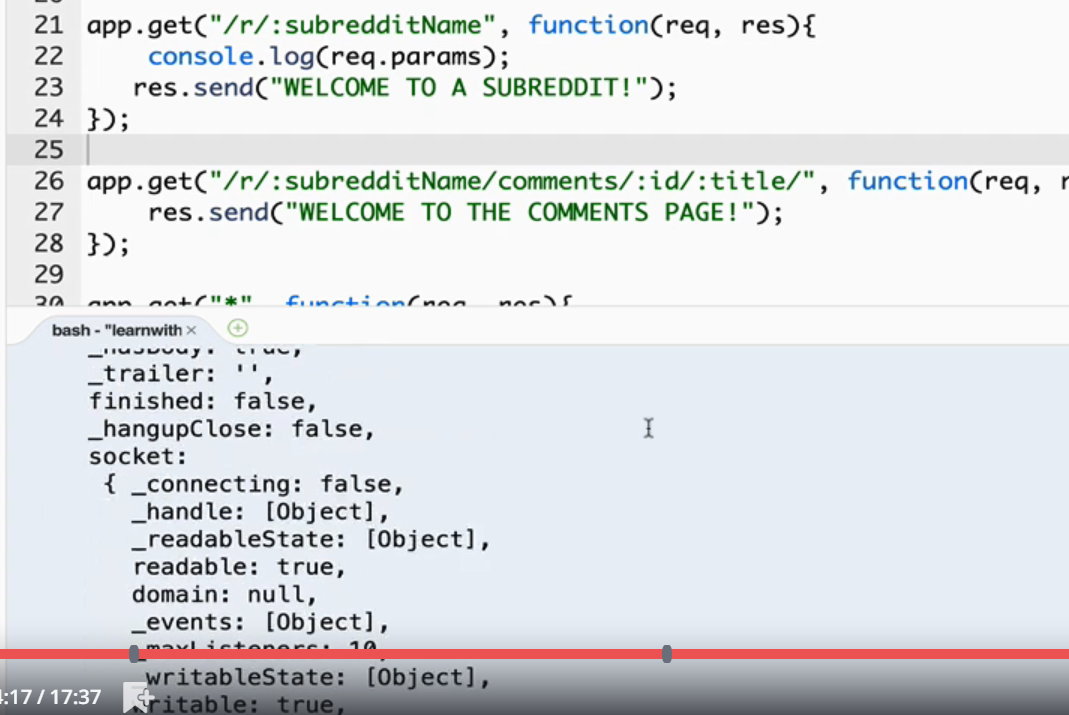 21 app.get("/r/:subredditName", function(req, res){
22 console.log(req.params);
23 res.send("WELCOME TO A SUBREDDIT!");
24 });
25
26 app.get("/r/:subredditName/comments/:id/:title/", function(req, r
27 res.send("WELCOME TO THE COMMENTS PAGE!");
28 });
29
30 app.get("*", function(req, res){
bash - "learnwith ×
_hasBody: true,
_trailer: '',
finished: false,
_hangupClose: false,
socket:
{ _connecting: false,
_handle: [Object],
_readableState: [Object],
readable: true,
domain: null,
_events: [Object],
_maxListeners: 10,
_writableState: [Object],
writable: true,
4:17 / 17:37